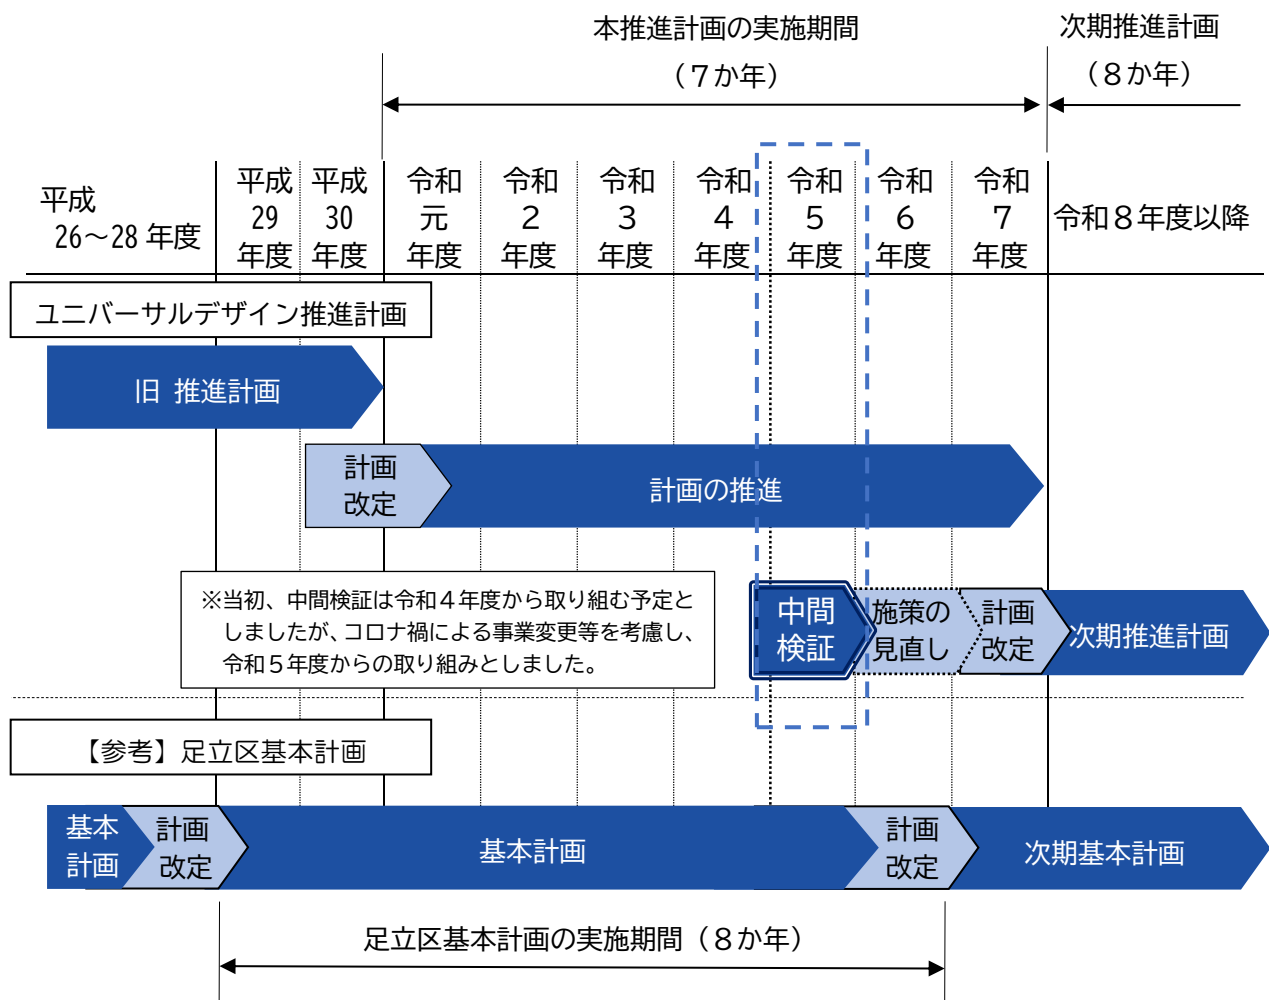 本推進計画の実施期間
（７か年）
次期推進計画
（８か年）
平成
26～28 年度
平成
29
年度
平成
30
年度
令和
元
年度
令和
２
年度
令和
３
年度
令和
４
年度
令和
５
年度
令和
６
年度
令和
７
年度
令和８年度以降
ユニバーサルデザイン推進計画
旧 推進計画
計画
改定
計画の推進
※当初、中間検証は令和４年度から取り組む予定と
しましたが、コロナ禍による事業変更等を考慮し、
令和５年度からの取り組みとしました。
中間
検証
施策の
見直し
計画
改定
次期推進計画
【参考】足立区基本計画
基本
計画
計画
改定
基本計画
計画
改定
次期基本計画
足立区基本計画の実施期間（８か年）